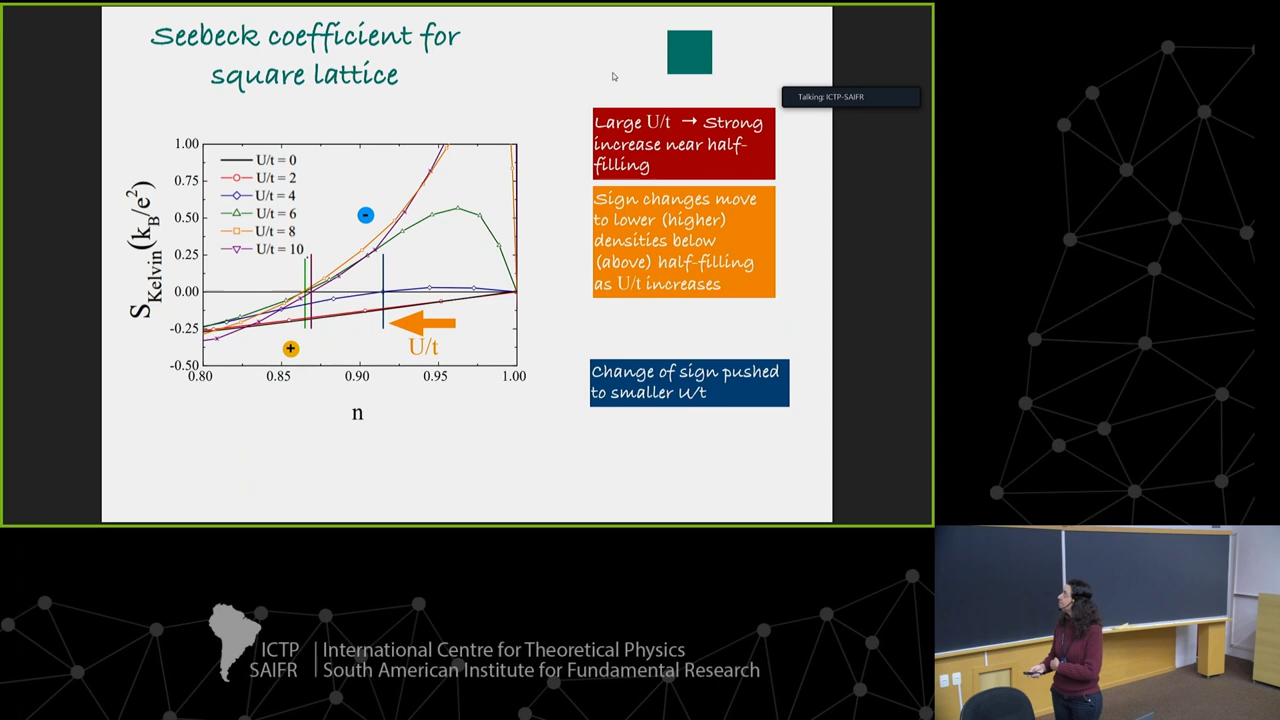 Seebeck coefficient for
square lattice
Talking: ICTP-SAIFR
Large U/t → Strong
increase near half-
filling
Sign changes move
to lower (higher)
densities below
(above) half-filling
as U/t increases
Change of sign pushed
to smaller U/t
S_Kelvin (k_B/e²)
1.00
0.75
0.50
0.25
0.00
-0.25
-0.50
U/t = 0
U/t = 2
U/t = 4
U/t = 6
U/t = 8
U/t = 10
-
+
U/t
0.80 0.85 0.90 0.95 1.00
n
ICTP
SAIFR
International Centre for Theoretical Physics
South American Institute for Fundamental Research